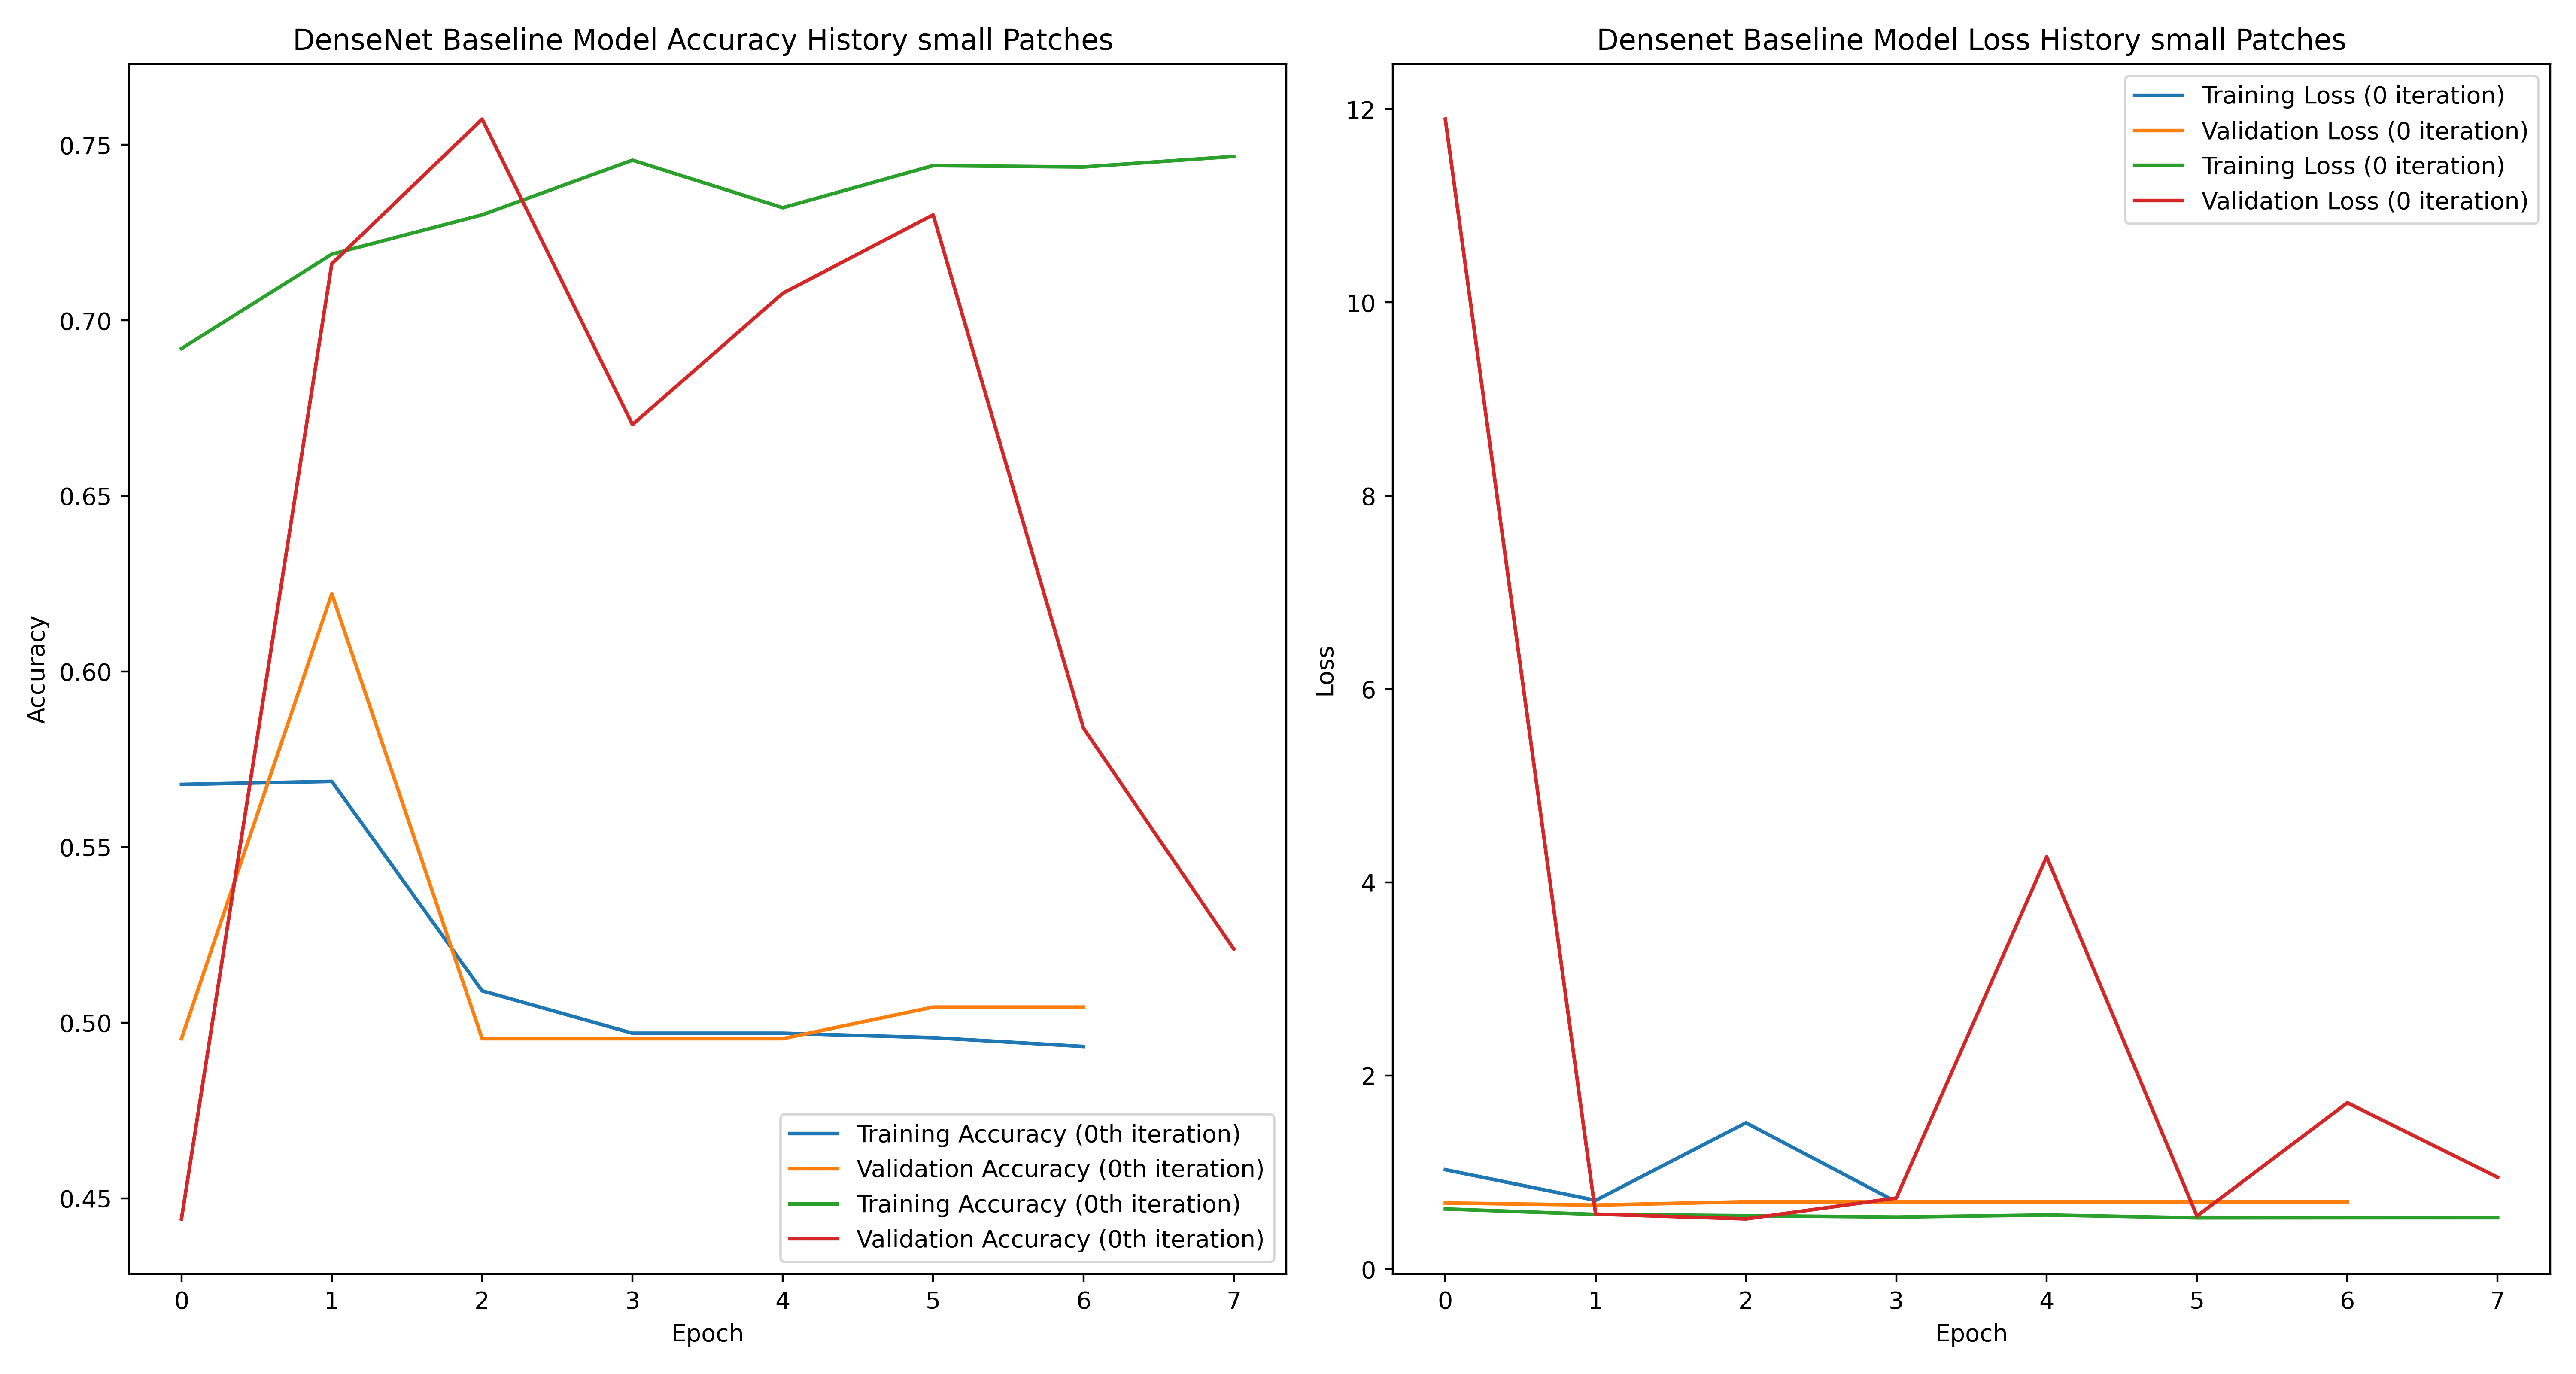 DenseNet Baseline Model Accuracy History small Patches
0.75
0.70
0.65
0.60
0.55
0.50
0.45
Accuracy
Training Accuracy (0th iteration)
Validation Accuracy (0th iteration)
Training Accuracy (0th iteration)
Validation Accuracy (0th iteration)
0 1 2 3 4 5 6 7
Epoch
Densenet Baseline Model Loss History small Patches
12
10
8
6
4
2
0
Loss
Training Loss (0 iteration)
Validation Loss (0 iteration)
Training Loss (0 iteration)
Validation Loss (0 iteration)
0 1 2 3 4 5 6 7
Epoch